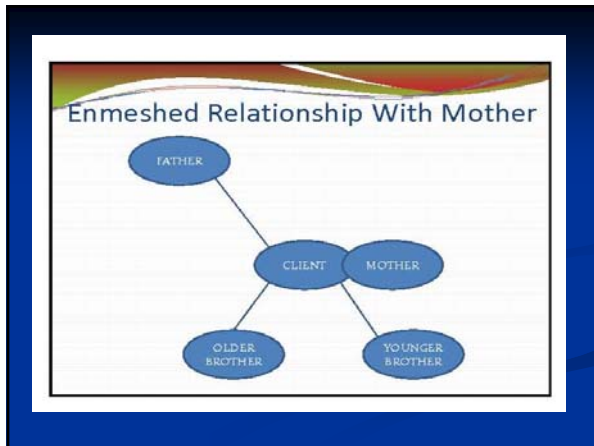 Enmeshed Relationship With Mother
FATHER
CLIENT
MOTHER
OLDER
BROTHER
YOUNGER
BROTHER